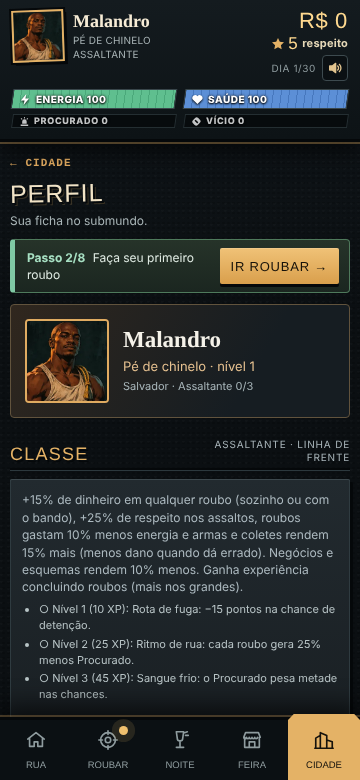 Malandro
PÉ DE CHINELO
ASSALTANTE
R$ 0
5 respeito
DIA 1/30
ENERGIA 100
SAÚDE 100
PROCURADO 0
VÍCIO 0
← CIDADE
PERFIL
Sua ficha no submundo.
Passo 2/8 Faça seu primeiro
roubo
IR ROUBAR →
Malandro
Pé de chinelo · nível 1
Salvador · Assaltante 0/3
CLASSE
ASSALTANTE · LINHA DE
FRENTE
+15% de dinheiro em qualquer roubo (sozinho ou com
o bando), +25% de respeito nos assaltos, roubos
gastam 10% menos energia e armas e coletes rendem
15% mais (menos dano quando dá errado). Negócios e
esquemas rendem 10% menos. Ganha experiência
concluindo roubos (mais nos grandes).
• ○ Nível 1 (10 XP): Rota de fuga: −15 pontos na chance de
detenção.
• ○ Nível 2 (25 XP): Ritmo de rua: cada roubo gera 25%
menos Procurado.
• ○ Nível 3 (45 XP): Sangue frio: o Procurado pesa metade
nas chances.
RUA
ROUBAR
NOITE
FEIRA
CIDADE